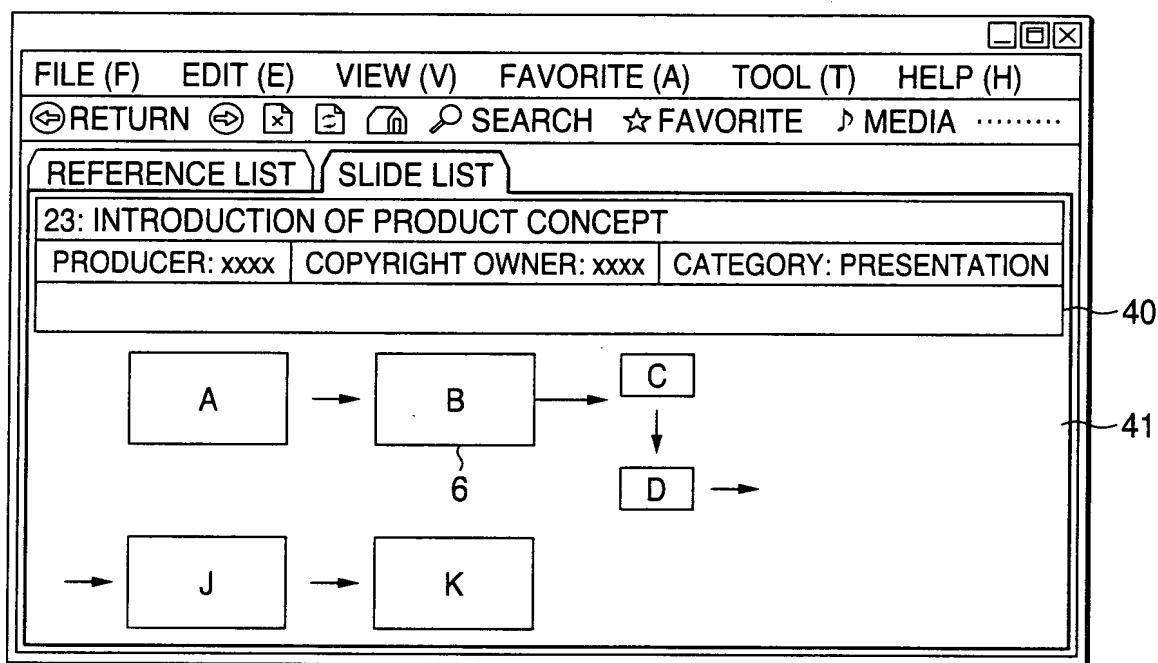 FILE (F) EDIT (E) VIEW (V) FAVORITE (A) TOOL (T) HELP (H)
RETURN SEARCH FAVORITE MEDIA ·········
REFERENCE LIST SLIDE LIST
23: INTRODUCTION OF PRODUCT CONCEPT
PRODUCER: xxxx COPYRIGHT OWNER: xxxx CATEGORY: PRESENTATION
40
A B C
41
6
D
J K